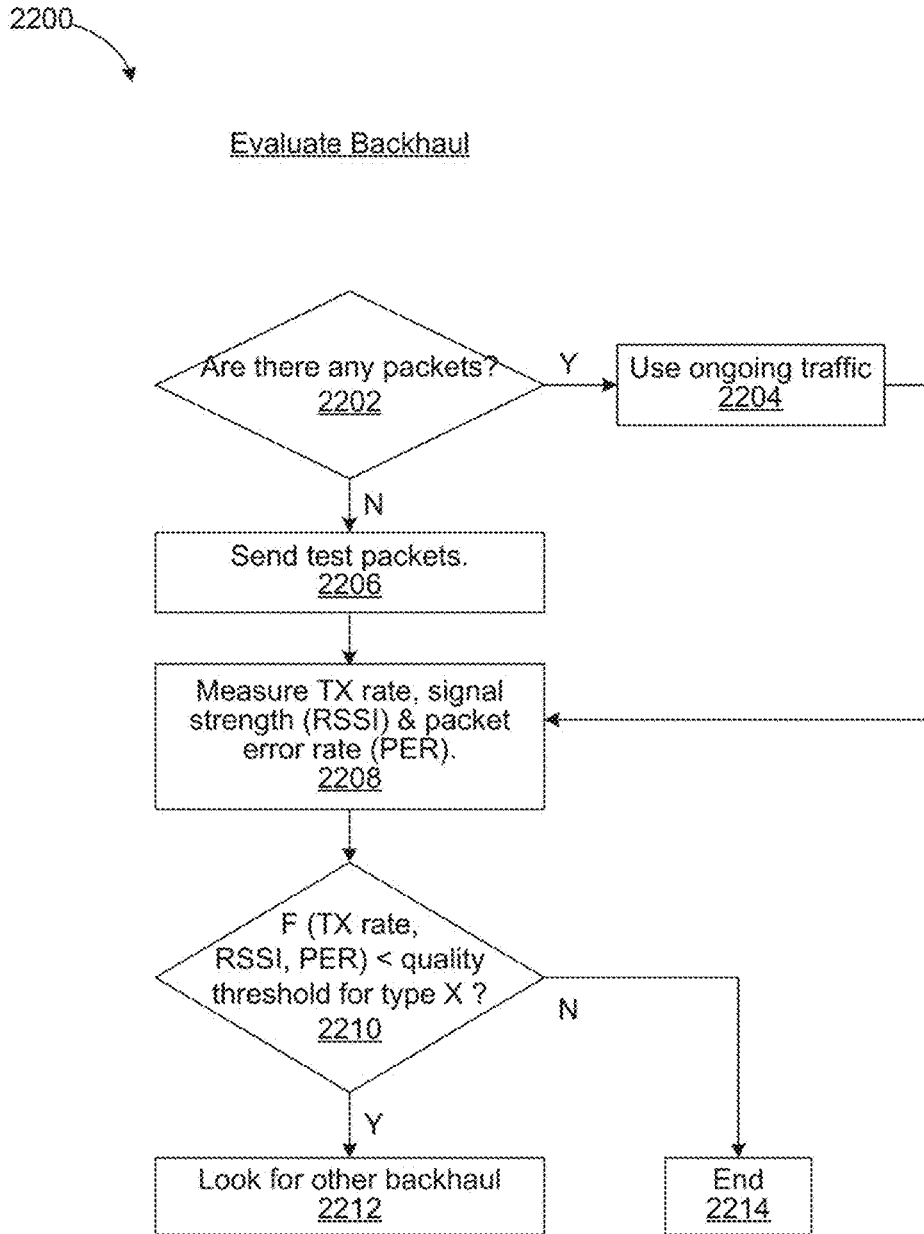 2200
Evaluate Backhaul
Are there any packets?
2202
Y
Use ongoing traffic
2204
N
Send test packets.
2206
Measure TX rate, signal
strength (RSSI) & packet
error rate (PER).
2208
F (TX rate,
RSSI, PER) < quality
threshold for type X ?
2210
N
Y
Look for other backhaul
2212
End
2214